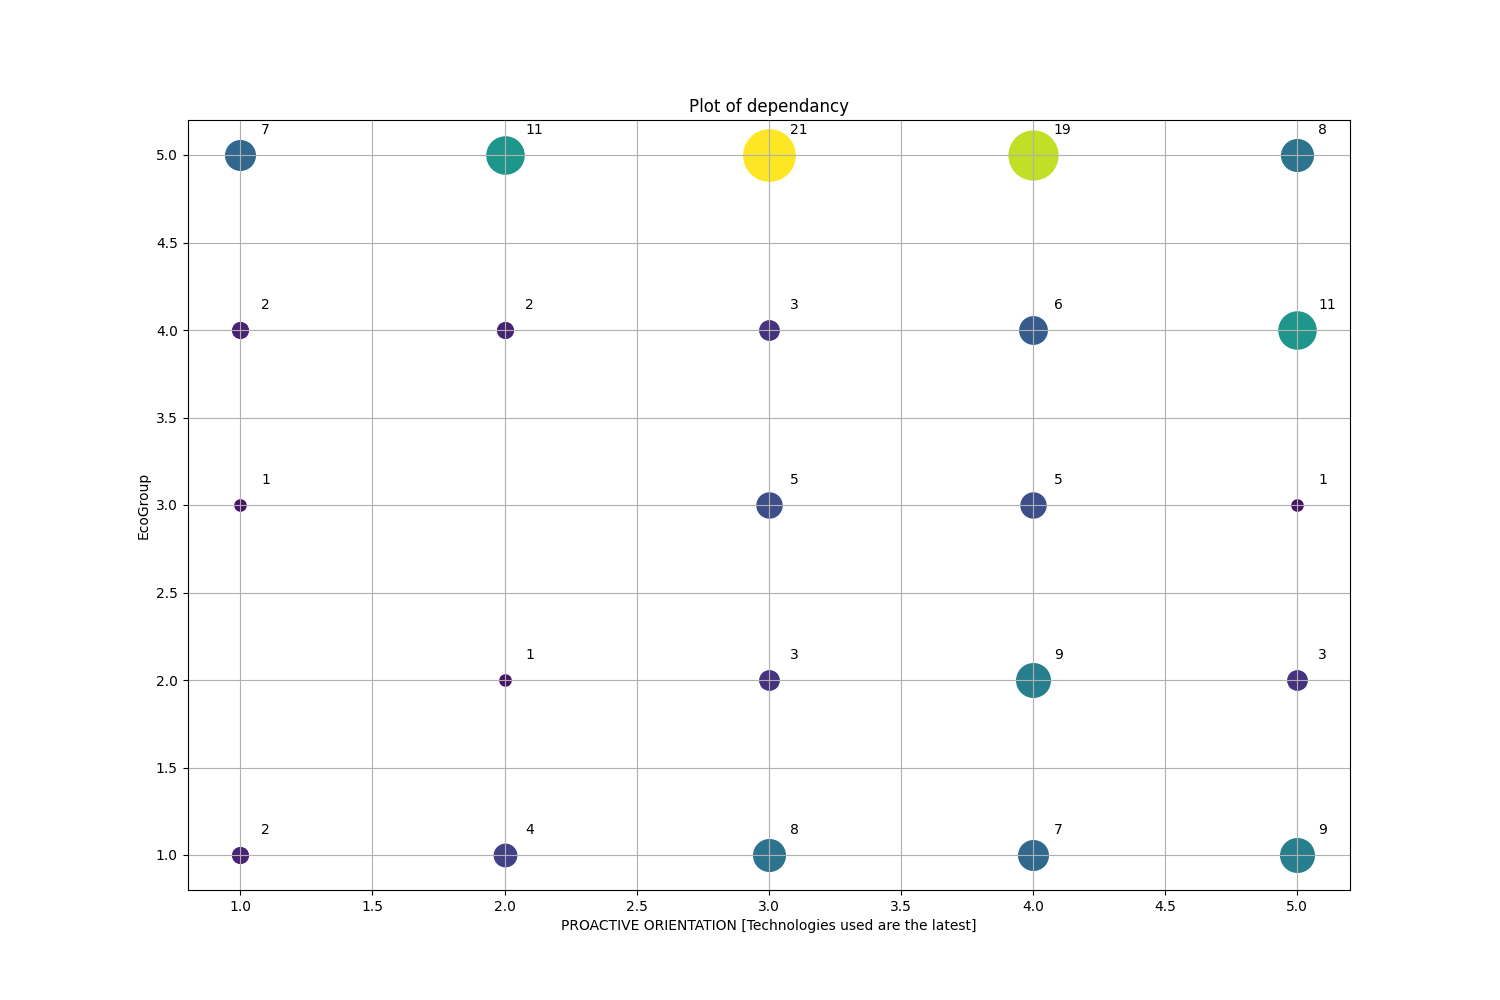 Plot of dependancy
7 11 21 19 8
5.0
4.5
2 2 3 6 11
4.0
3.5
1 5 5 1
3.0
EcoGroup
2.5
1 3 9 3
2.0
1.5
2 4 8 7 9
1.0
1.0 1.5 2.0 2.5 3.0 3.5 4.0 4.5 5.0
PROACTIVE ORIENTATION [Technologies used are the latest]